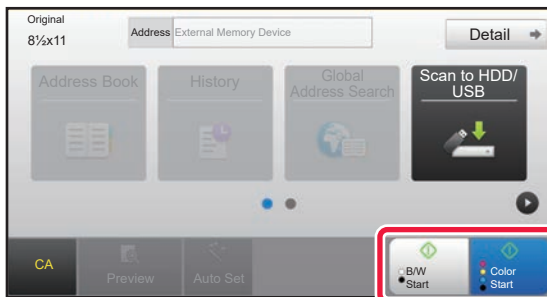 Original
8½x11
Address External Memory Device
Detail
Address Book
History
Global
Address Search
Scan to HDD/
USB
CA
Preview
Auto Set
B/W
Start
Color
Start